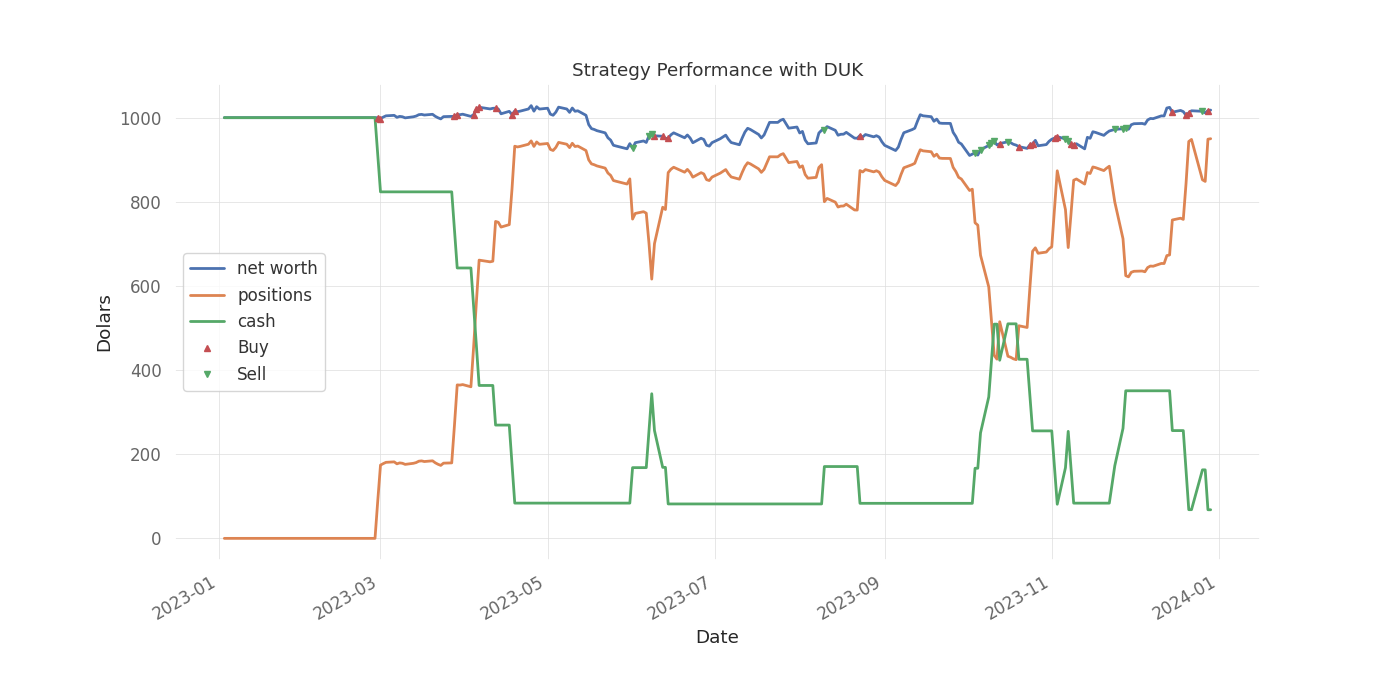 Strategy Performance with DUK
1000
800
600
400
200
0
Dolars
net worth
positions
cash
Buy
Sell
2023-01
2023-03
2023-05
2023-07
2023-09
2023-11
2024-01
Date